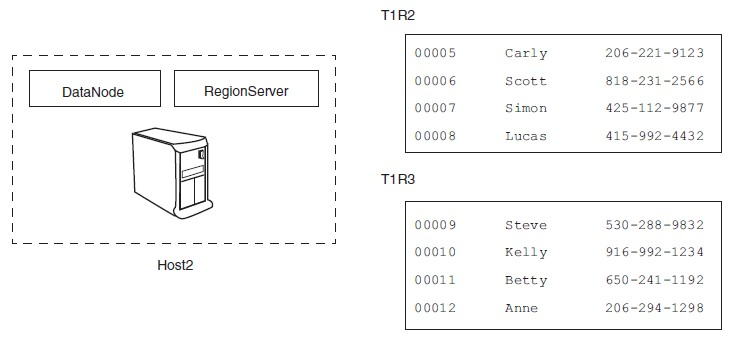 T1R2
00005 Carly 206-221-9123
00006 Scott 818-231-2566
00007 Simon 425-112-9877
00008 Lucas 415-992-4432
DataNode RegionServer
Host2
T1R3
00009 Steve 530-288-9832
00010 Kelly 916-992-1234
00011 Betty 650-241-1192
00012 Anne 206-294-1298